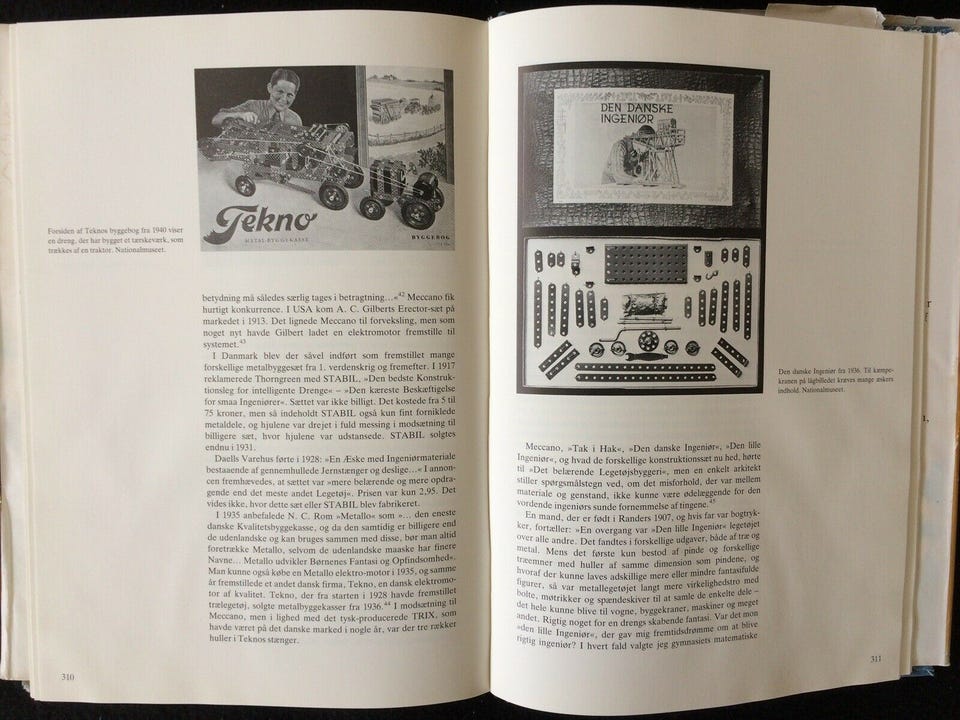 Tekno
METAL-BYGGEKASSE
BYGGEBOG
Forsiden af Teknos byggebog fra 1940 viser
en dreng, der har bygget et tærskeværk, som
trækkes af en traktor. Nationalmuseet.
betydning må således særlig tages i betragtning...«42 Meccano fik
hurtigt konkurrence. I USA kom A. C. Gilberts Erector-sæt på
markedet i 1913. Det lignede Meccano til forveksling, men som
noget nyt havde Gilbert ladet en elektromotor fremstille til
systemet.43
I Danmark blev der såvel indført som fremstillet mange
forskellige metalbyggesæt fra 1. verdenskrig og fremefter. I 1917
reklamerede Thorngreen med STABIL, »Den bedste Konstruk-
tionsleg for intelligente Drenge« – »Den kæreste Beskæftigelse
for smaa Ingeniører«. Sættet var ikke billigt. Det kostede fra 5 til
75 kroner, men så indeholdt STABIL også kun fint forniklede
metaldele, og hjulene var drejet i fuld messing i modsætning til
billigere sæt, hvor hjulene var udstansede. STABIL solgtes
endnu i 1931.
Daells Varehus førte i 1928: »En Æske med Ingeniørmateriale
bestaaende af gennemhullede Jernstænger og deslige...« I annon-
cen fremhævedes, at sættet var »mere belærende og mere opdra-
gende end det meste andet Legetøj«. Prisen var kun 2,95. Det
vides ikke, hvor dette sæt eller STABIL blev fabrikeret.
I 1935 anbefalede N. C. Rom »Metallo« som »... den eneste
danske Kvalitetsbyggekasse, og da den samtidig er billigere end
de udenlandske og kan bruges sammen med disse, bør man altid
foretrække Metallo, selvom de udenlandske maaske har finere
Navne... Metallo udvikler Børnenes Fantasi og Opfindsomhed«.
Man kunne også købe en Metallo elektro-motor i 1935, og samme
år fremstillede et andet dansk firma, Tekno, en dansk elektromo-
tor af kvalitet. Tekno, der fra starten i 1928 havde fremstillet
trælegetøj, solgte metalbyggekasser fra 1936.44 I modsætning til
Meccano, men i lighed med det tysk-producerede TRIX, som
havde været på det danske marked i nogle år, var der tre rækker
huller i Teknos stænger.
310
DEN DANSKE
INGENIØR
Den danske Ingeniør fra 1936. Til kæmpe-
kranen på lågbilledet kræves mange æskers
indhold. Nationalmuseet.
Meccano, »Tak i Hak«, »Den danske Ingeniør«, »Den lille
Ingeniør«, og hvad de forskellige konstruktionssæt nu hed, hørte
til »Det belærende Legetøjsbyggeri«, men en enkelt arkitekt
stiller spørgsmålstegn ved, om det misforhold, der var mellem
materiale og genstand, ikke kunne være ødelæggende for den
vordende ingeniørs sunde fornemmelse af tingene.45
En mand, der er født i Randers 1907, og hvis far var bogtryk-
ker, fortæller: »En overgang var »Den lille Ingeniør« legetøjet
over alle andre. Det fandtes i forskellige udgaver, både af træ og
metal. Mens det første kun bestod af pinde og forskellige
træemner med huller af samme dimension som pindene, og
hvoraf der kunne laves adskillige mere eller mindre fantasifulde
figurer, så var metallegetøjet langt mere virkelighedstro med
bolte, møtrikker og spændeskiver til at samle de enkelte dele –
det hele kunne blive til vogne, byggekraner, maskiner og meget
andet. Rigtig noget for en drengs skabende fantasi. Var det mon
»den lille Ingeniør«, der gav mig fremtidsdrømme om at blive
rigtig ingeniør? I hvert fald valgte jeg gymnasiets matematiske
311